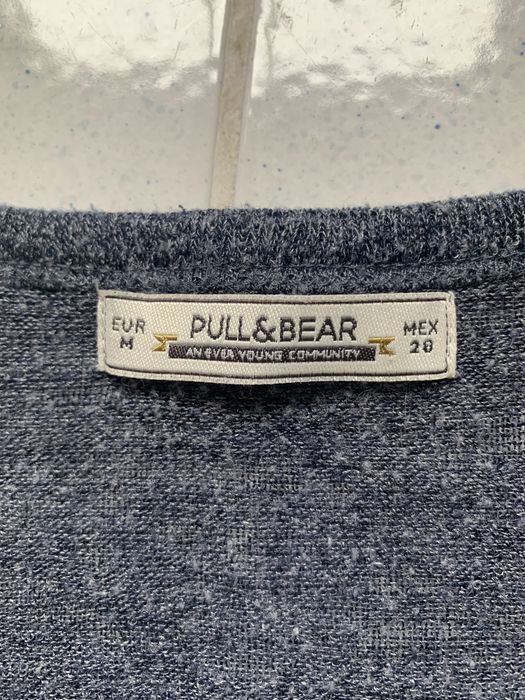 EUR
M
PULL&BEAR
AN EVER YOUNG COMMUNITY
MEX
28